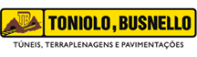 TONIOLO, BUSNELLO
TÚNEIS, TERRAPLENAGENS E PAVIMENTAÇÕES